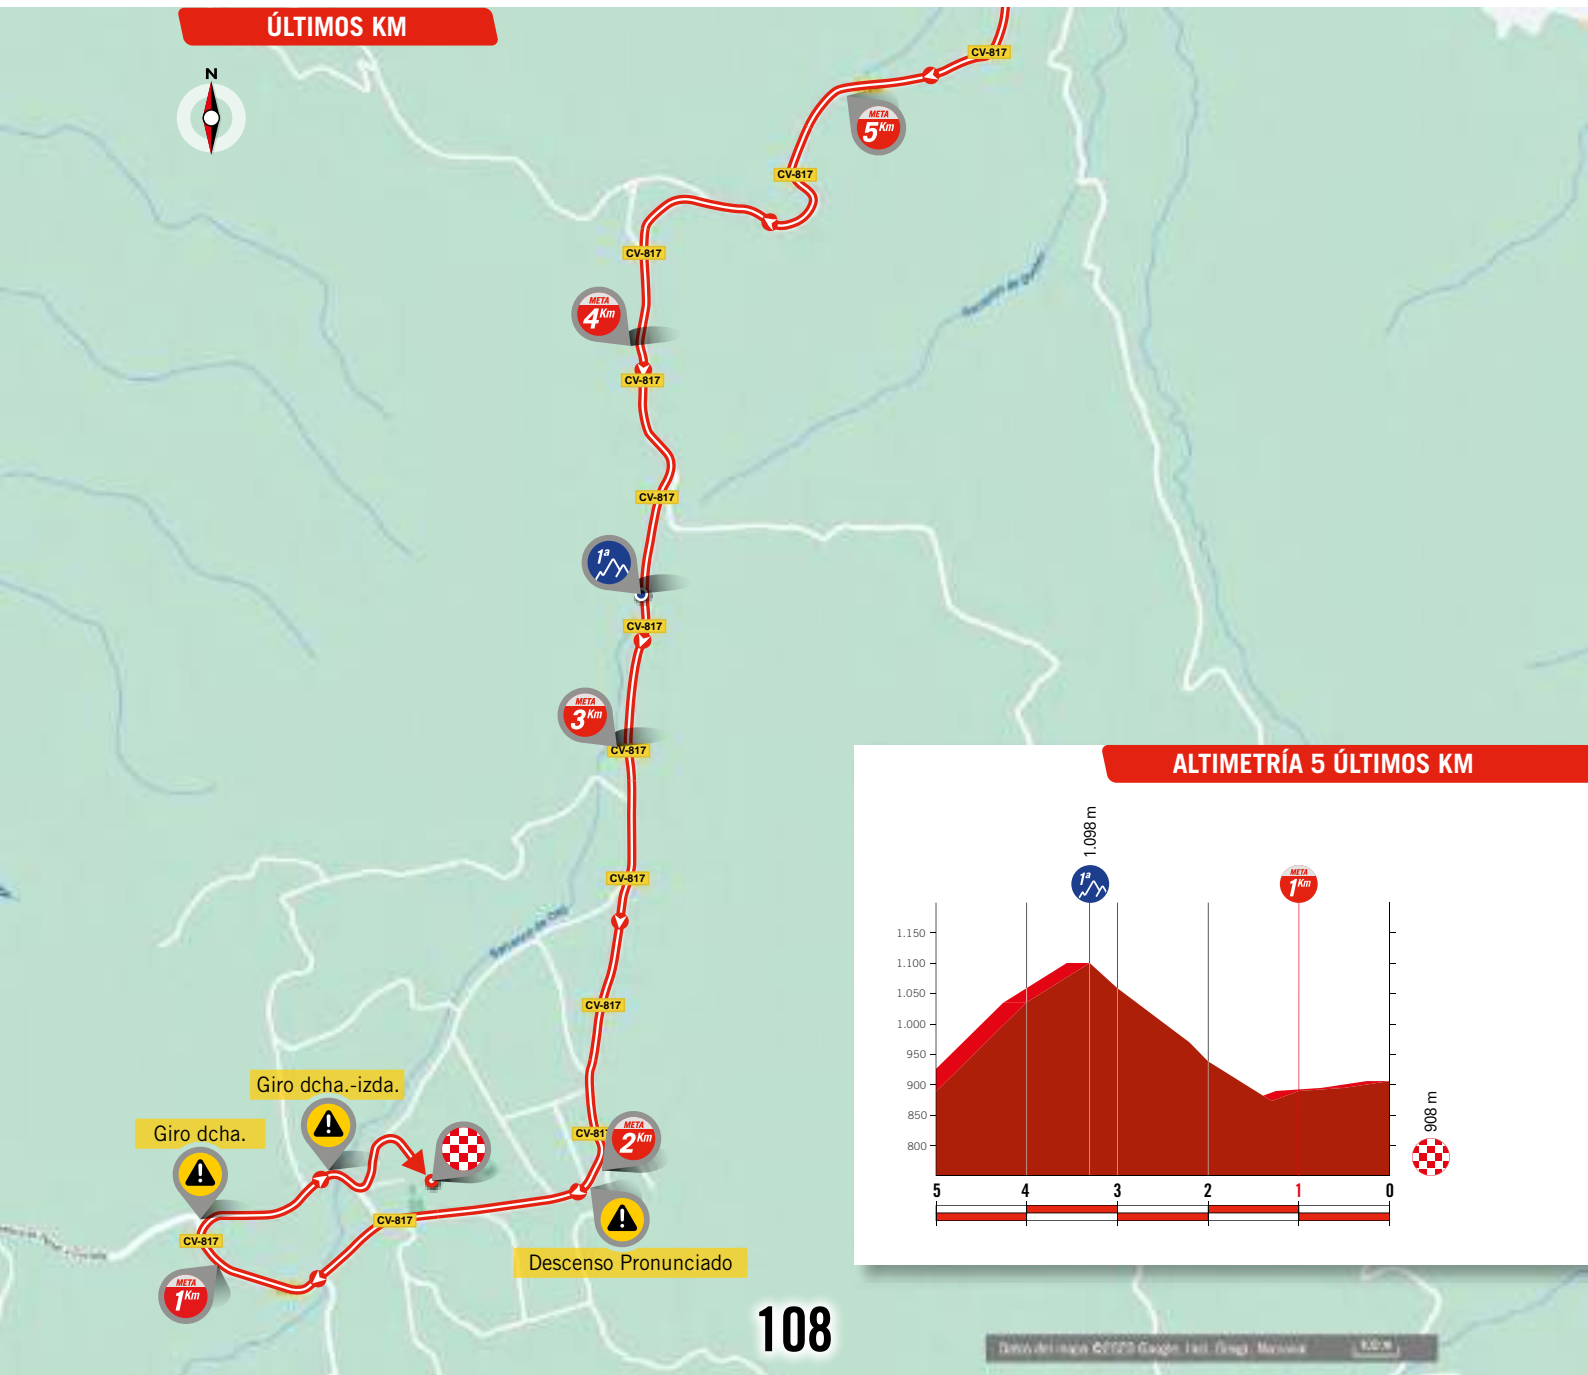 ÚLTIMOS KM
N
CV-817
META
5Km
CV-817
CV-817
META
4Km
CV-817
CV-817
1ª
CV-817
META
3Km
CV-817
CV-817
CV-817
Giro dcha.-izda.
Giro dcha.
CV-817
META
2Km
CV-817
CV-817
META
1Km
Descenso Pronunciado
108
ALTIMETRÍA 5 ÚLTIMOS KM
1.098 m
1ª
META
1Km
1.150
1.100
1.050
1.000
950
900
850
800
908 m
5 4 3 2 1 0